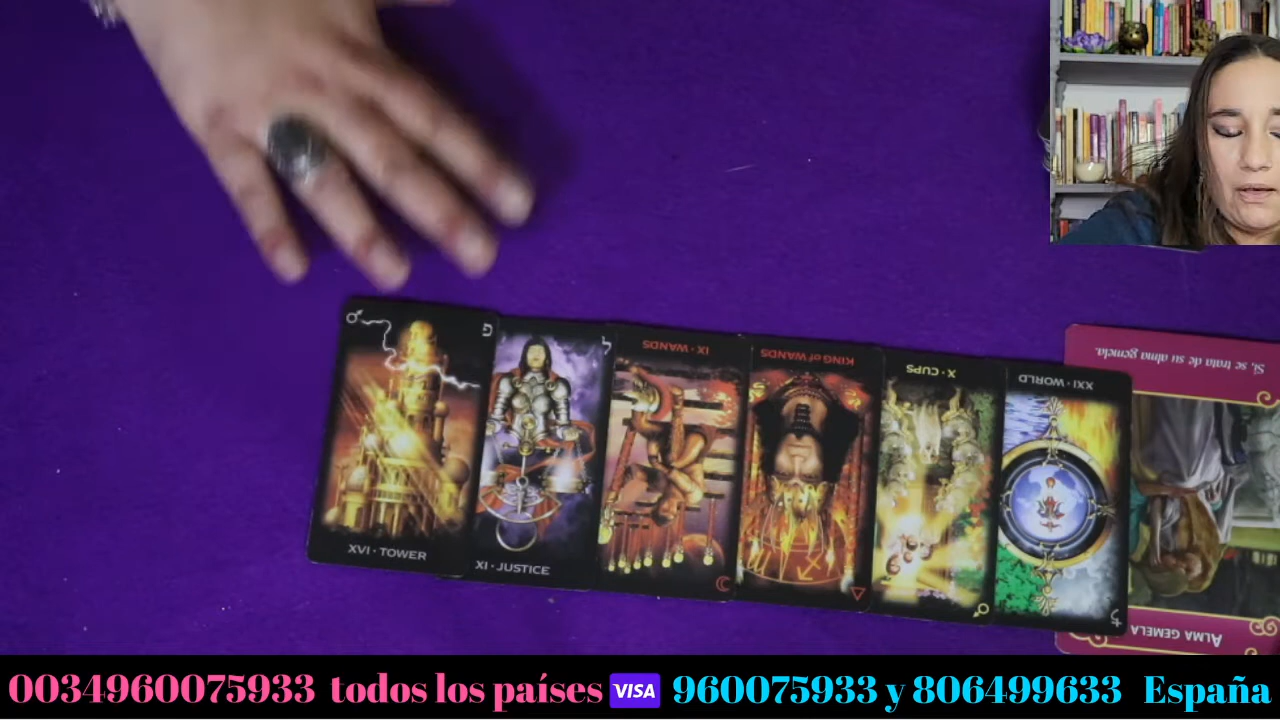 Si, se trata de su alma gemela.
IX · WANDS
KING of WANDS
X · CUPS
XXI · WORLD
XVI · TOWER
XI · JUSTICE
ALMA GEMELA
0034960075933 todos los países VISA 960075933 y 806499633 España